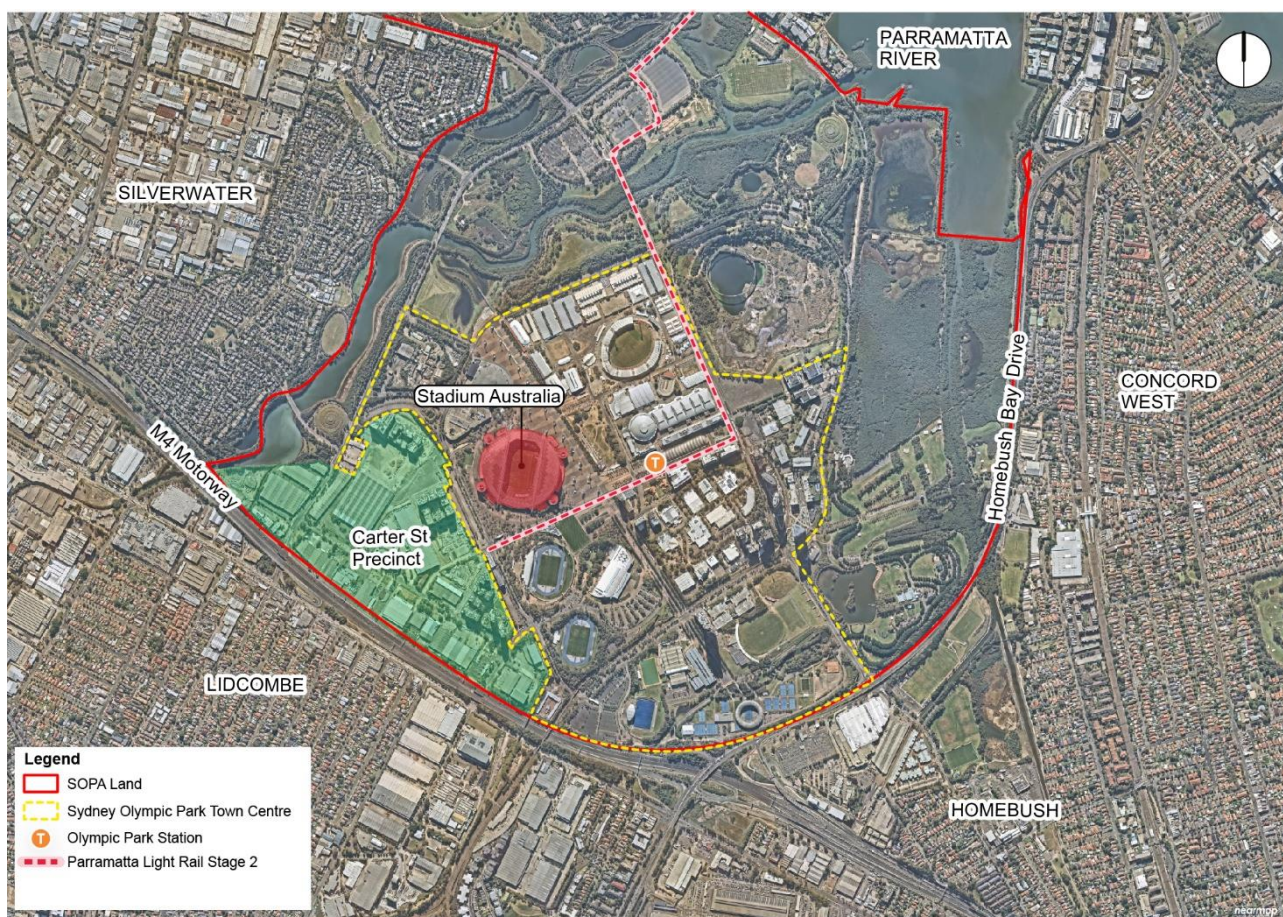 PARRAMATTA
RIVER
SILVERWATER
Stadium Australia
CONCORD
WEST
Homebush Bay Drive
M4 Motorway
T
Carter St
Precinct
LIDCOMBE
HOMEBUSH
Legend
SOPA Land
Sydney Olympic Park Town Centre
T Olympic Park Station
Parramatta Light Rail Stage 2
nearmap